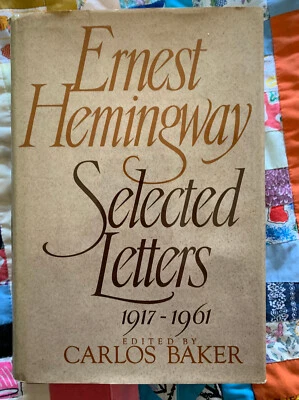 Ernest
Hemingway
Selected
Letters
1917-1961
EDITED BY
CARLOS BAKER